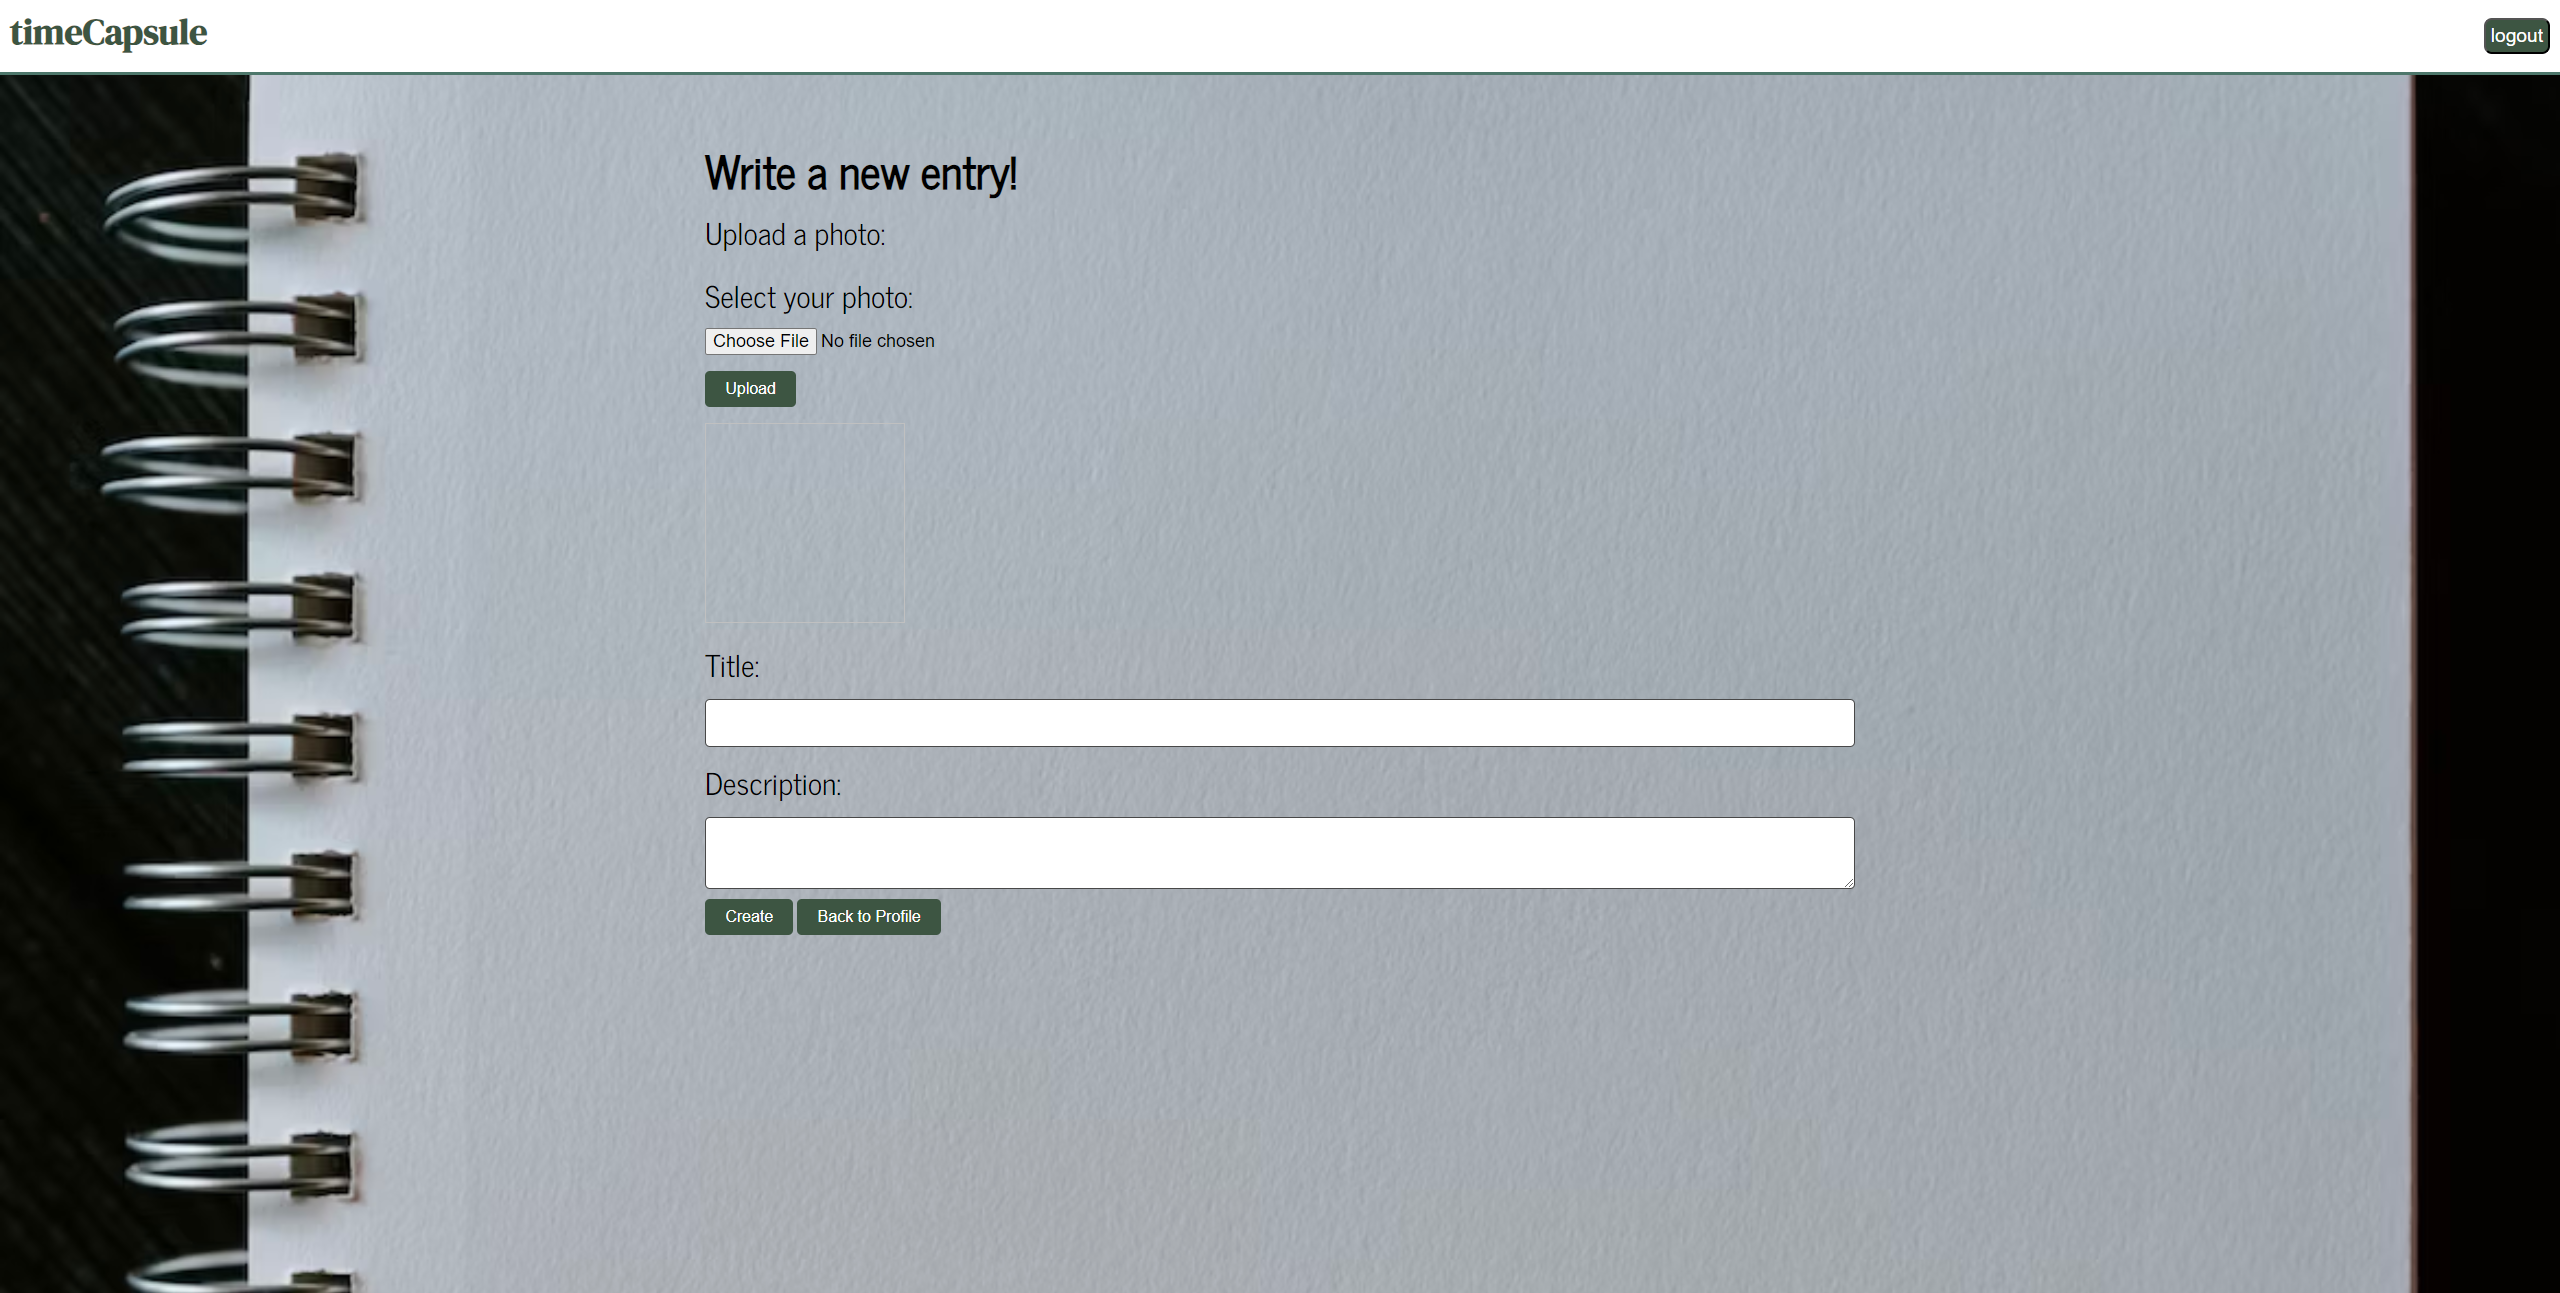 timeCapsule
logout
Write a new entry!
Upload a photo:
Select your photo:
Choose File No file chosen
Upload
Title:
Description:
Create Back to Profile